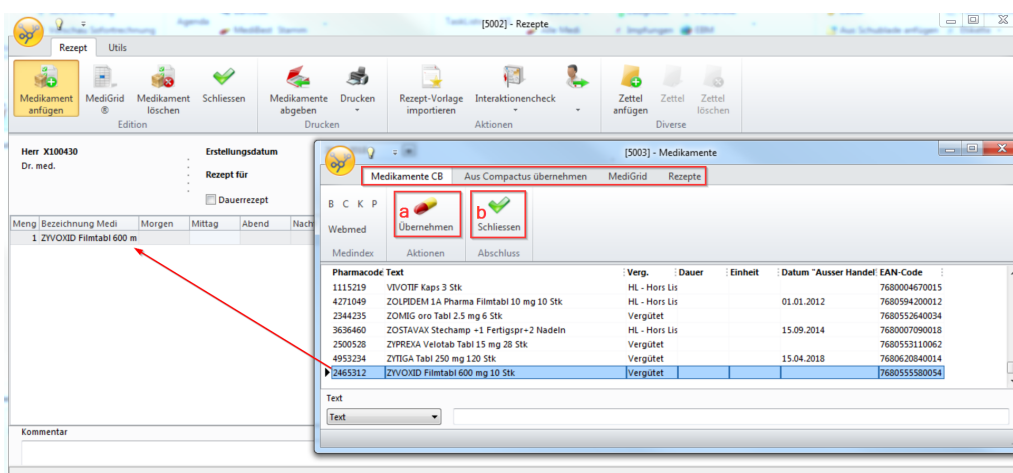 [5002] - Rezepte
Rezept Utils
Medikament anfügen
MediGrid ®
Medikament löschen
Schliessen
Medikamente abgeben
Drucken
Rezept-Vorlage importieren
Interaktionencheck
Zettel anfügen
Zettel
Zettel löschen
Edition Drucken Aktionen Diverse
Herr X100430 Erstellungsdatum
Dr. med.
Rezept für
Dauerrezept
Meng Bezeichnung Medi Morgen Mittag Abend Nach
1 ZYVOXID Filmtabl 600 m
[5003] - Medikamente
Medikamente CB Aus Compactus übernehmen MediGrid Rezepte
B C K P
a
b
Webmed Übernehmen Schliessen
Medindex Aktionen Abschluss
Pharmacode Text Verg. Dauer Einheit Datum "Ausser Handel' EAN-Code
1115219 VIVOTIF Kaps 3 Stk HL - Hors Lis 7680004670015
4271049 ZOLPIDEM 1A Pharma Filmtabl 10 mg 10 Stk HL - Hors Lis 01.01.2012 7680594200012
2344235 ZOMIG oro Tabl 2.5 mg 6 Stk Vergütet 7680552640034
3636460 ZOSTAVAX Stechamp +1 Fertigspr+2 Nadeln HL - Hors Lis 15.09.2014 7680007090018
2500528 ZYPREXA Velotab Tabl 15 mg 28 Stk Vergütet 7680553110062
4953234 ZYTIGA Tabl 250 mg 120 Stk Vergütet 15.04.2018 7680620840014
2465312 ZYVOXID Filmtabl 600 mg 10 Stk Vergütet 7680555580054
Text
Text
Kommentar